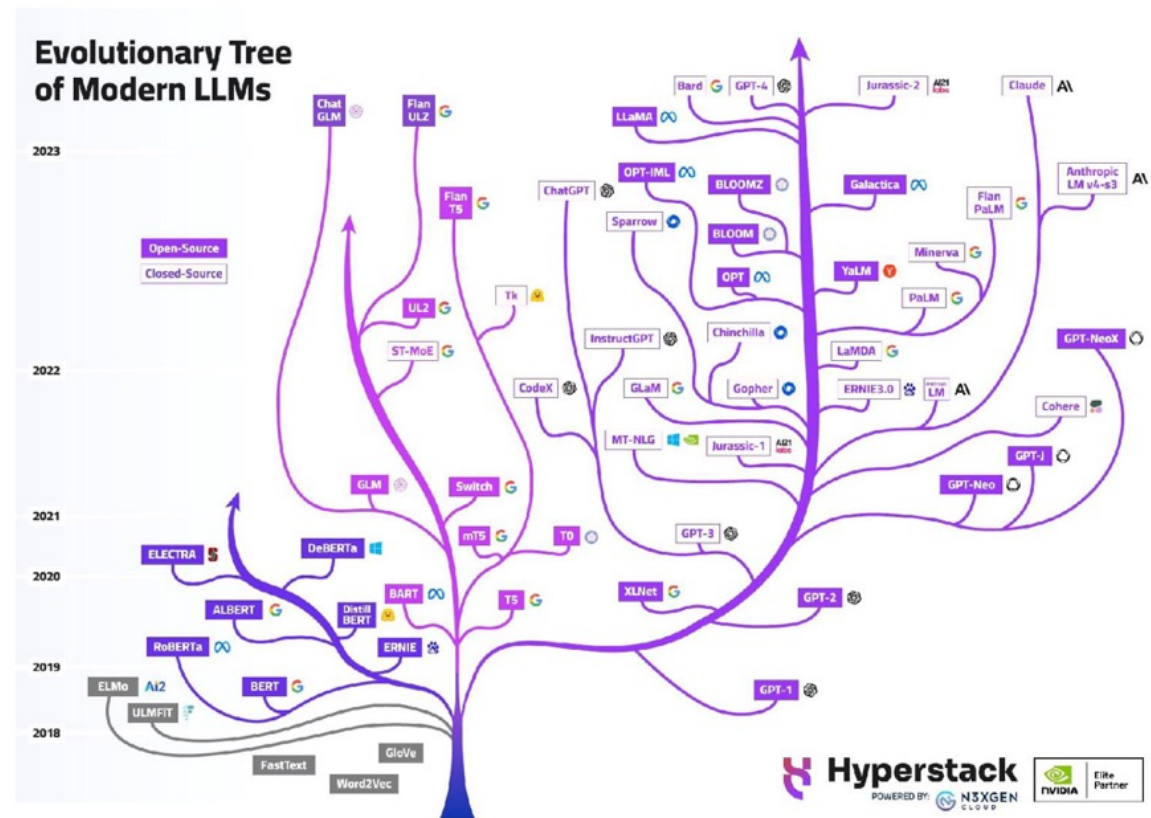 Evolutionary Tree
of Modern LLMs
2023
2022
2021
2020
2019
2018
Open-Source
Closed-Source
Chat
GLM
Flan
ULZ
Flan
T5
Tk
UL2
ST-MoE
GLM
Switch
mT5
T0
BART
T5
ELECTRA
DeBERTa
ALBERT
Distill
BERT
RoBERTa
ERNIE
ELMo
Ai2
BERT
ULMFiT
FastText
GloVe
Word2Vec
Bard
GPT-4
Jurassic-2
AI21
labs
Claude
A\
LLaMA
ChatGPT
OPT-IML
BLOOMZ
Galactica
Anthropic
LM v4-s3
A\
Flan
PaLM
Sparrow
BLOOM
Minerva
OPT
YaLM
PaLM
InstructGPT
Chinchilla
LaMDA
GPT-NeoX
CodeX
GLaM
Gopher
ERNIE3.0
LM
A\
Cohere
MT-NLG
Jurassic-1
AI21
labs
GPT-J
GPT-Neo
GPT-3
XLNet
GPT-2
GPT-1
Hyperstack
POWERED BY:
N3XGEN
CLOUD
NVIDIA
Elite
Partner